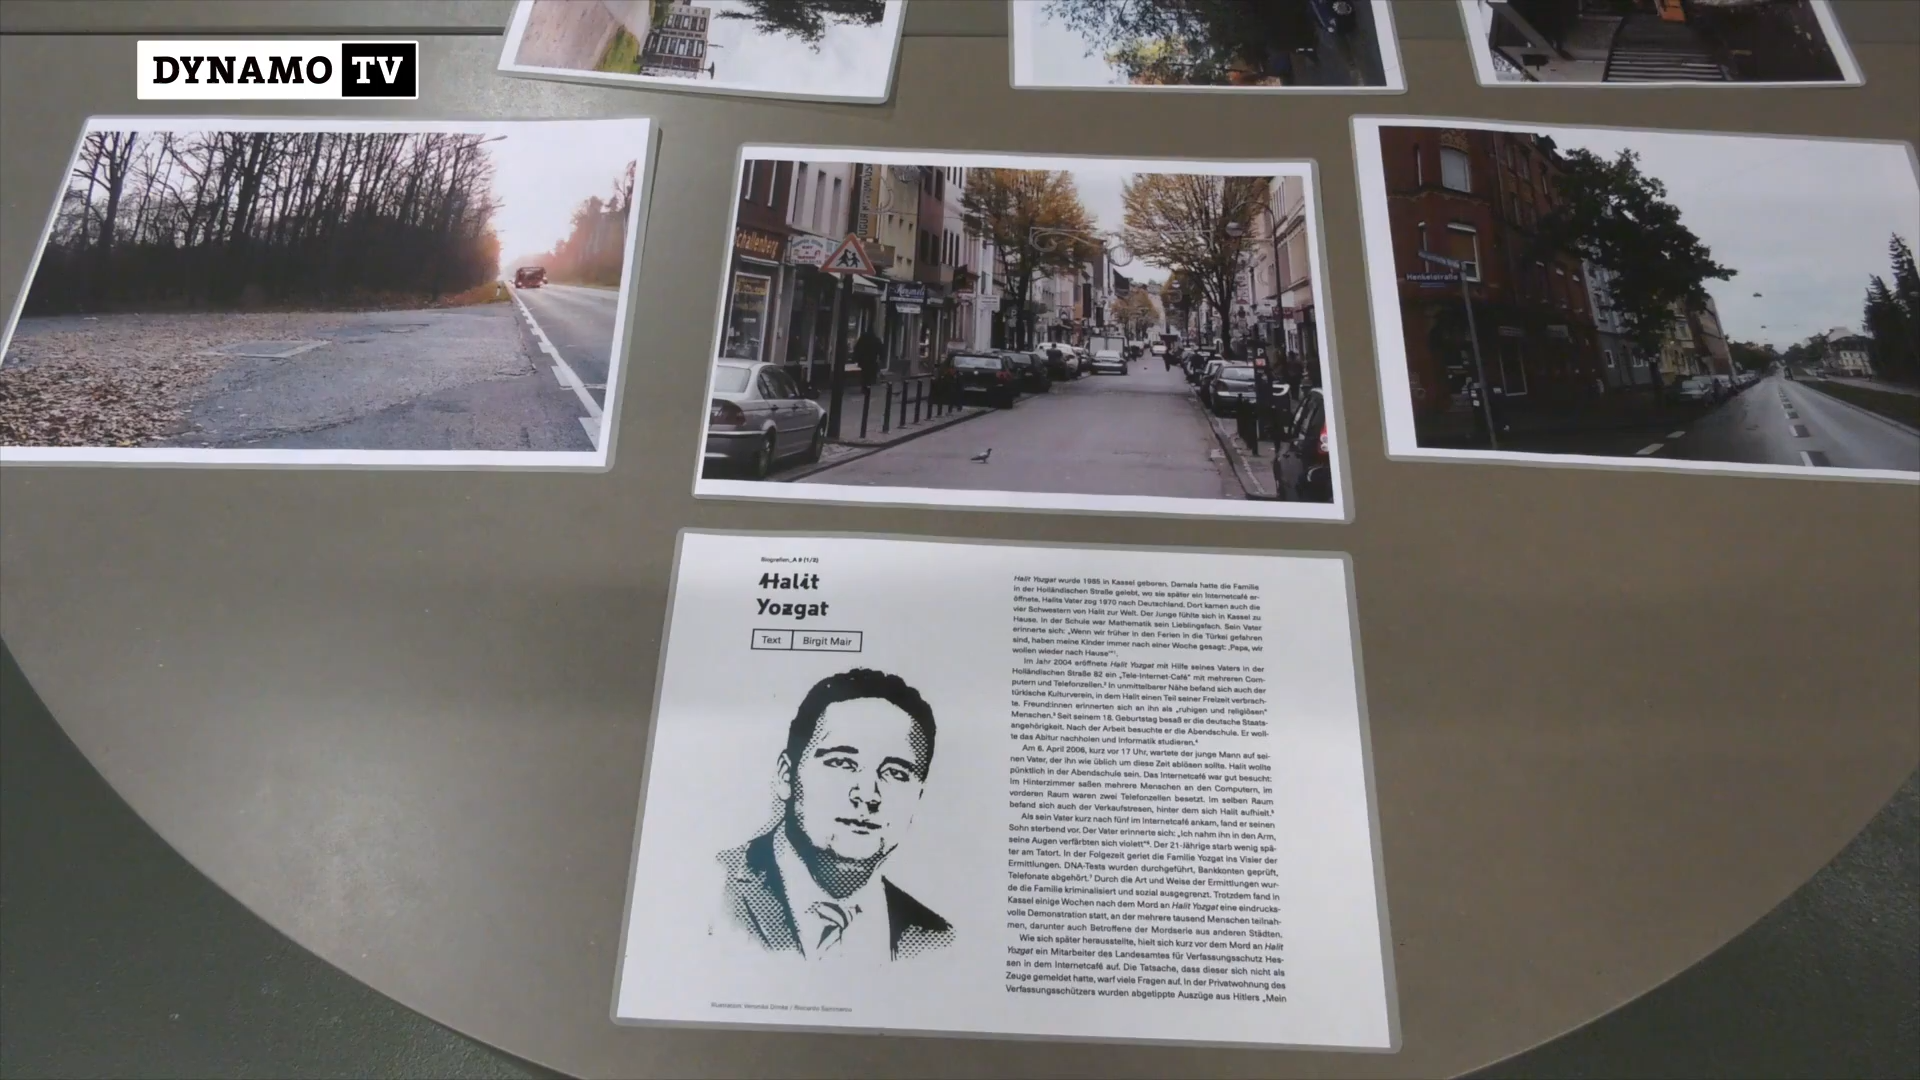 DYNAMO TV
Schallenberg
Henkelstraße
Biografien_A 9 (1/2)
Halit
Yozgat
Text Birgit Mair
Halit Yozgat wurde 1985 in Kassel geboren. Damals hatte die Familie
in der Holländischen Straße gelebt, wo sie später ein Internetcafé er-
öffnete. Halits Vater zog 1970 nach Deutschland. Dort kamen auch die
vier Schwestern von Halit zur Welt. Der Junge fühlte sich in Kassel zu
Hause. In der Schule war Mathematik sein Lieblingsfach. Sein Vater
erinnerte sich: „Wenn wir früher in den Ferien in die Türkei gefahren
sind, haben meine Kinder immer nach einer Woche gesagt: ‚Papa, wir
wollen wieder nach Hause'“¹.
Im Jahr 2004 eröffnete Halit Yozgat mit Hilfe seines Vaters in der
Holländischen Straße 82 ein „Tele-Internet-Café“ mit mehreren Com-
putern und Telefonzellen.² In unmittelbarer Nähe befand sich auch der
türkische Kulturverein, in dem Halit einen Teil seiner Freizeit verbrach-
te. Freund:innen erinnerten sich an ihn als „ruhigen und religiösen“
Menschen.³ Seit seinem 18. Geburtstag besaß er die deutsche Staats-
angehörigkeit. Nach der Arbeit besuchte er die Abendschule. Er woll-
te das Abitur nachholen und Informatik studieren.⁴
Am 6. April 2006, kurz vor 17 Uhr, wartete der junge Mann auf sei-
nen Vater, der ihn wie üblich um diese Zeit ablösen sollte. Halit wollte
pünktlich in der Abendschule sein. Das Internetcafé war gut besucht:
Im Hinterzimmer saßen mehrere Menschen an den Computern, im
vorderen Raum waren zwei Telefonzellen besetzt. Im selben Raum
befand sich auch der Verkaufstresen, hinter dem sich Halit aufhielt.⁵
Als sein Vater kurz nach fünf im Internetcafé ankam, fand er seinen
Sohn sterbend vor. Der Vater erinnerte sich: „Ich nahm ihn in den Arm,
seine Augen verfärbten sich violett“⁶. Der 21-Jährige starb wenig spä-
ter am Tatort. In der Folgezeit geriet die Familie Yozgat ins Visier der
Ermittlungen. DNA-Tests wurden durchgeführt, Bankkonten geprüft,
Telefonate abgehört.⁷ Durch die Art und Weise der Ermittlungen wur-
de die Familie kriminalisiert und sozial ausgegrenzt. Trotzdem fand in
Kassel einige Wochen nach dem Mord an Halit Yozgat eine eindrucks-
volle Demonstration statt, an der mehrere tausend Menschen teilnah-
men, darunter auch Betroffene der Mordserie aus anderen Städten.
Wie sich später herausstellte, hielt sich kurz vor dem Mord an Halit
Yozgat ein Mitarbeiter des Landesamtes für Verfassungsschutz Hes-
sen in dem Internetcafé auf. Die Tatsache, dass dieser sich nicht als
Zeuge gemeldet hatte, warf viele Fragen auf. In der Privatwohnung des
Verfassungsschützers wurden abgetippte Auszüge aus Hitlers „Mein